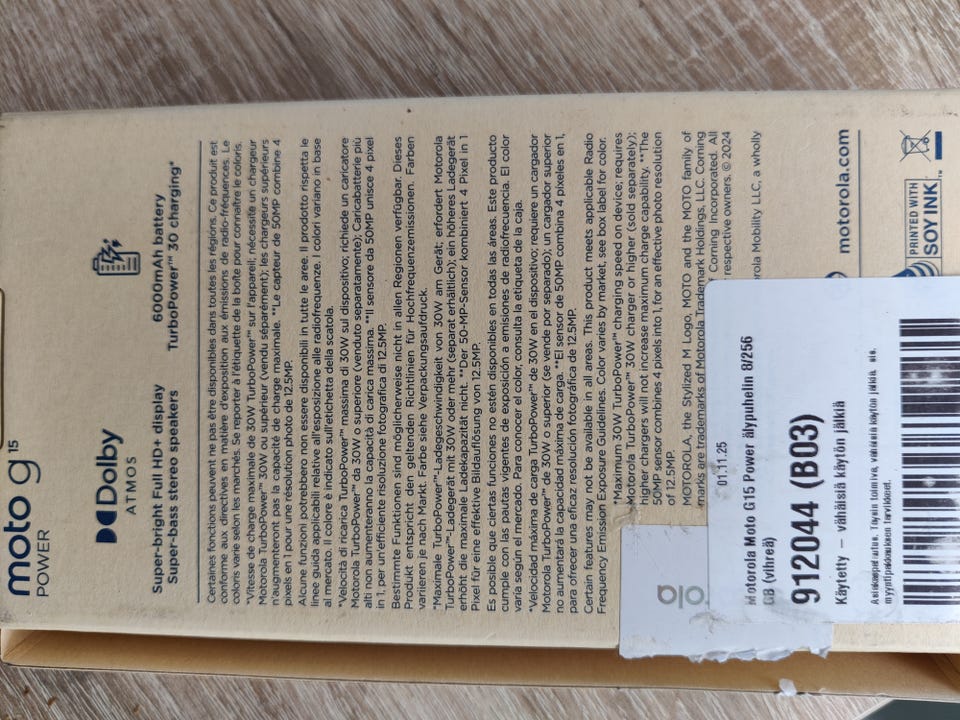 moto g 15
POWER
Dolby
ATMOS
Super-bright Full HD+ display
Super-bass stereo speakers
6000mAh battery
TurboPower™ 30 charging*
Certaines fonctions peuvent ne pas être disponibles dans toutes les régions. Ce produit est
conforme aux directives en matière d'exposition aux émissions de radio-fréquences. Le
coloris varie selon les marchés. Se reporter à l'étiquette de la boîte pour connaître le coloris.
*Vitesse de charge maximale de 30W TurboPower™ sur l'appareil, nécessite un chargeur
Motorola TurboPower™ 30W ou supérieur (vendu séparément); les chargeurs supérieurs
n'augmenteront pas la capacité de charge maximale. **Le capteur de 50MP combine 4
pixels en 1 pour une résolution photo de 12.5MP.
Alcune funzioni potrebbero non essere disponibili in tutte le aree. Il prodotto rispetta le
linee guida applicabili relative all'esposizione alle radiofrequenze. I colori variano in base
al mercato. Il colore è indicato sull'etichetta della scatola.
*Velocità di ricarica TurboPower™ massima di 30W sul dispositivo; richiede un caricatore
Motorola TurboPower™ da 30W o superiore (venduto separatamente); Caricabatterie più
alti non aumenteranno la capacità di carica massima. **Il sensore da 50MP unisce 4 pixel
in 1, per un'efficiente risoluzione fotografica di 12.5MP.
Bestimmte Funktionen sind möglicherweise nicht in allen Regionen verfügbar. Dieses
Produkt entspricht den geltenden Richtlinien für Hochfrequenzemissionen. Farben
variieren je nach Markt. Farbe siehe Verpackungsaufdruck.
*Maximale TurboPower™-Ladegeschwindigkeit von 30W am Gerät; erfordert Motorola
TurboPower™-Ladegerät mit 30W oder mehr (separat erhältlich); ein höheres Ladegerät
erhöht die maximale Ladekapazität nicht. **Der 50-MP-Sensor kombiniert 4 Pixel in 1
Pixel für eine effektive Bildauflösung von 12.5MP.
Es posible que ciertas funciones no estén disponibles en todas las áreas. Este producto
cumple con las pautas vigentes de exposición a emisiones de radiofrecuencia. El color
varía según el mercado. Para conocer el color, consulta la etiqueta de la caja.
*Velocidad máxima de carga TurboPower™ de 30W en el dispositivo; requiere un cargador
Motorola TurboPower™ de 30W o superior (se vende por separado); un cargador superior
no aumentará la capacidad máxima de carga. **El sensor de 50MP combina 4 píxeles en 1,
para ofrecer una eficaz resolución fotográfica de 12.5MP.
Certain features may not be available in all areas. This product meets applicable Radio
Frequency Emission Exposure Guidelines. Color varies by market, see box label for color.
*Maximum 30W TurboPower™ charging speed on device; requires
Motorola TurboPower™ 30W charger or higher (sold separately);
higher chargers will not increase maximum charge capability. **The
50MP sensor combines 4 pixels into 1, for an effective photo resolution
of 12.5MP.
MOTOROLA, the Stylized M Logo, MOTO and the MOTO family of
marks are trademarks of Motorola Trademark Holdings, LLC. Corning
Corning Incorporated. All
respective owners. © 2024
rola Mobility LLC, a wholly
motorola.com
PRINTED WITH
SOY INK
01.11.25
Motorola Moto G15 Power älypuhelin 8/256
GB (vihreä)
912044 (B03)
Käytetty – vähäisiä käytön jälkiä
Asiakaspalautus. Täysin toimiva, vähäisiä käytön jälkiä, sis.
myyntipakkauksen tarvikkeet.